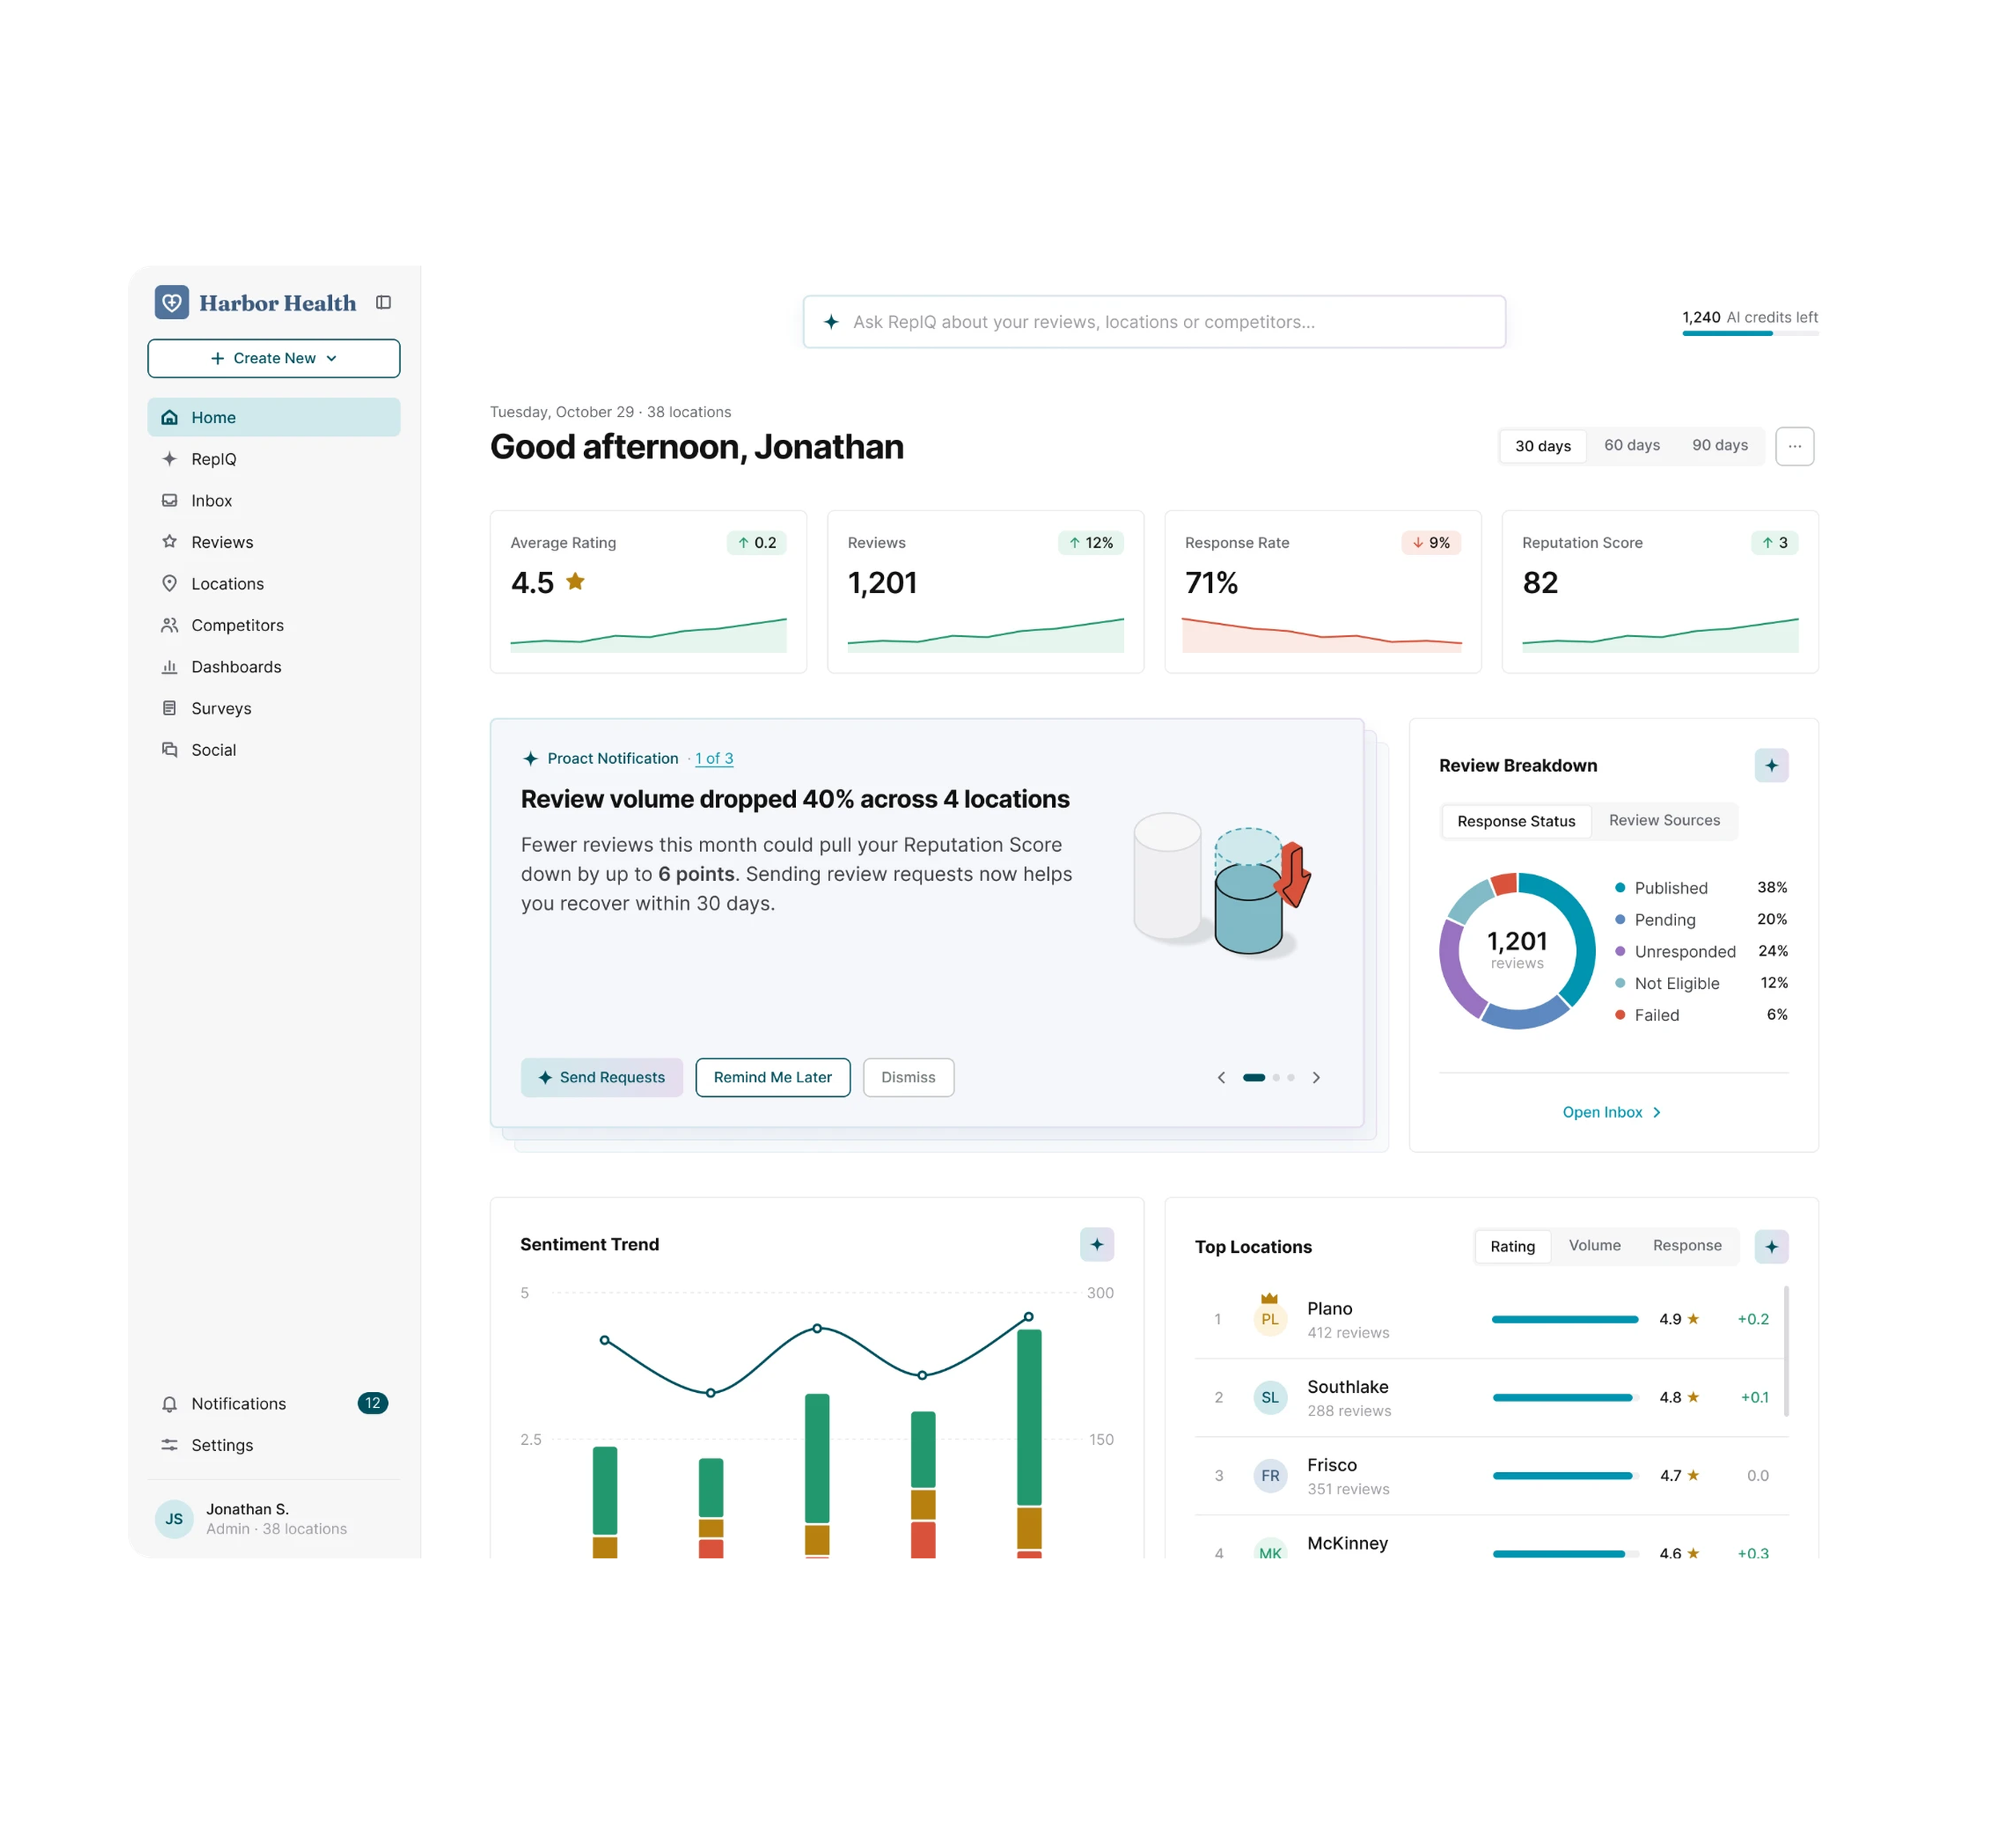 Harbor Health
Create New
Home
RepIQ
Inbox
Reviews
Locations
Competitors
Dashboards
Surveys
Social
Notifications 12
Settings
JS
Jonathan S.
Admin · 38 locations
Ask RepIQ about your reviews, locations or competitors...
1,240 AI credits left
Tuesday, October 29 · 38 locations
Good afternoon, Jonathan
30 days 60 days 90 days
Average Rating ↑ 0.2
4.5 ★
Reviews ↑ 12%
1,201
Response Rate ↓ 9%
71%
Reputation Score ↑ 3
82
Proact Notification · 1 of 3
Review volume dropped 40% across 4 locations
Fewer reviews this month could pull your Reputation Score
down by up to 6 points. Sending review requests now helps
you recover within 30 days.
Send Requests
Remind Me Later
Dismiss
Review Breakdown
Response Status Review Sources
1,201
reviews
Published 38%
Pending 20%
Unresponded 24%
Not Eligible 12%
Failed 6%
Open Inbox
Sentiment Trend
5 300
2.5 150
Top Locations
Rating Volume Response
1 PL Plano 4.9 ★ +0.2
412 reviews
2 SL Southlake 4.8 ★ +0.1
288 reviews
3 FR Frisco 4.7 ★ 0.0
351 reviews
4 MK McKinney 4.6 ★ +0.3